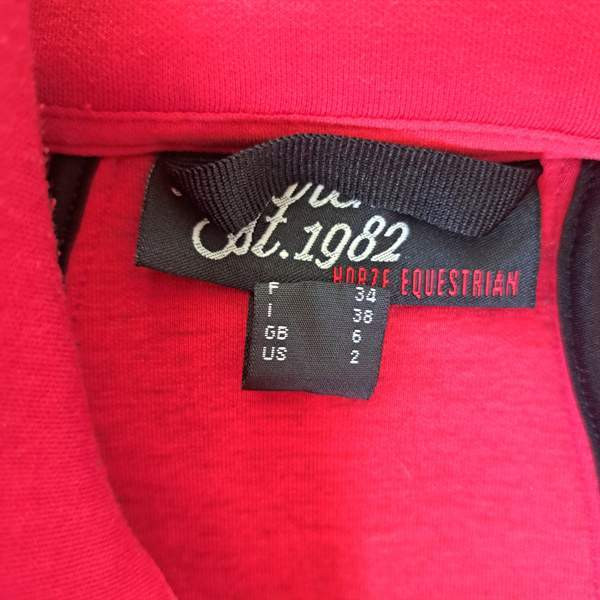 Est.1982
HORZE EQUESTRIAN
F 34
I 38
GB 6
US 2